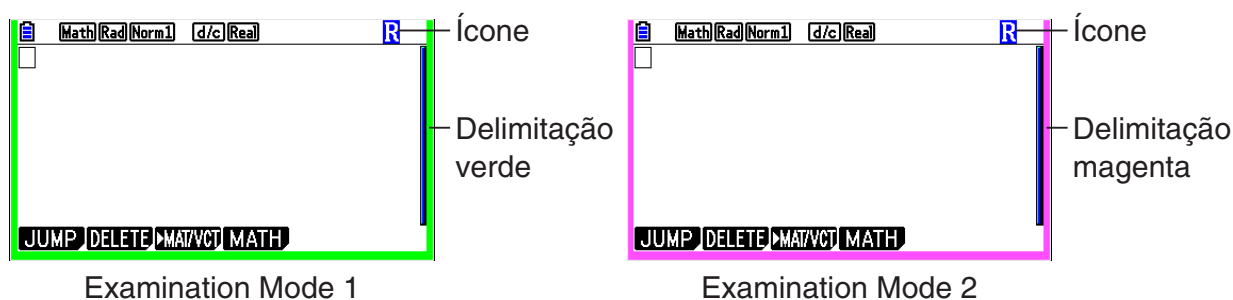 Math Rad Norm1 d/c Real R Ícone
Delimitação
verde
JUMP DELETE ►MAT/VCT MATH
Examination Mode 1
Math Rad Norm1 d/c Real R Ícone
Delimitação
magenta
JUMP DELETE ►MAT/VCT MATH
Examination Mode 2